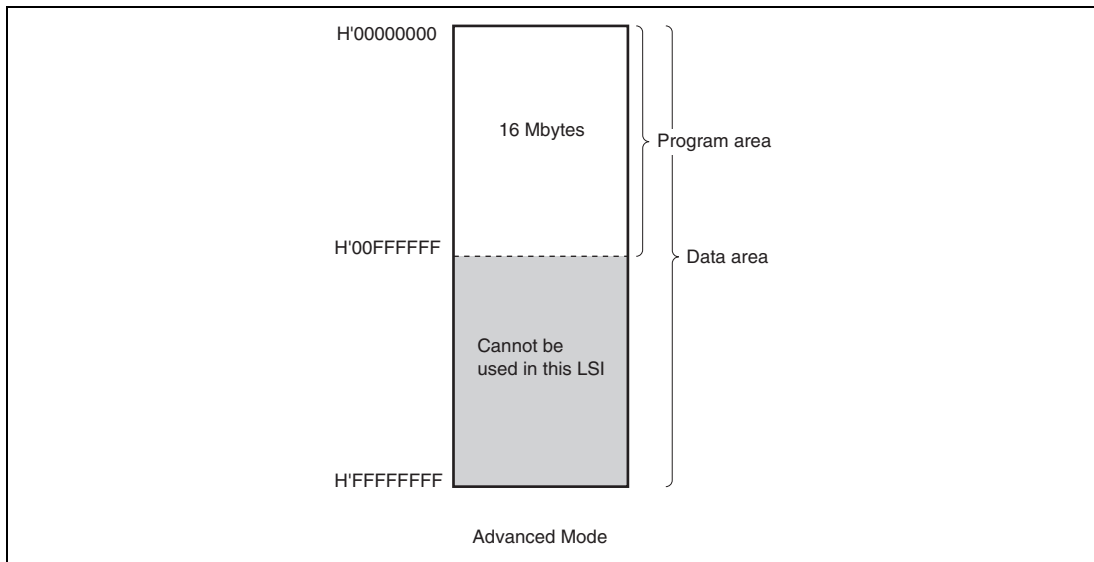 H'00000000
16 Mbytes
Program area
H'00FFFFFF
Data area
Cannot be
used in this LSI
H'FFFFFFFF
Advanced Mode